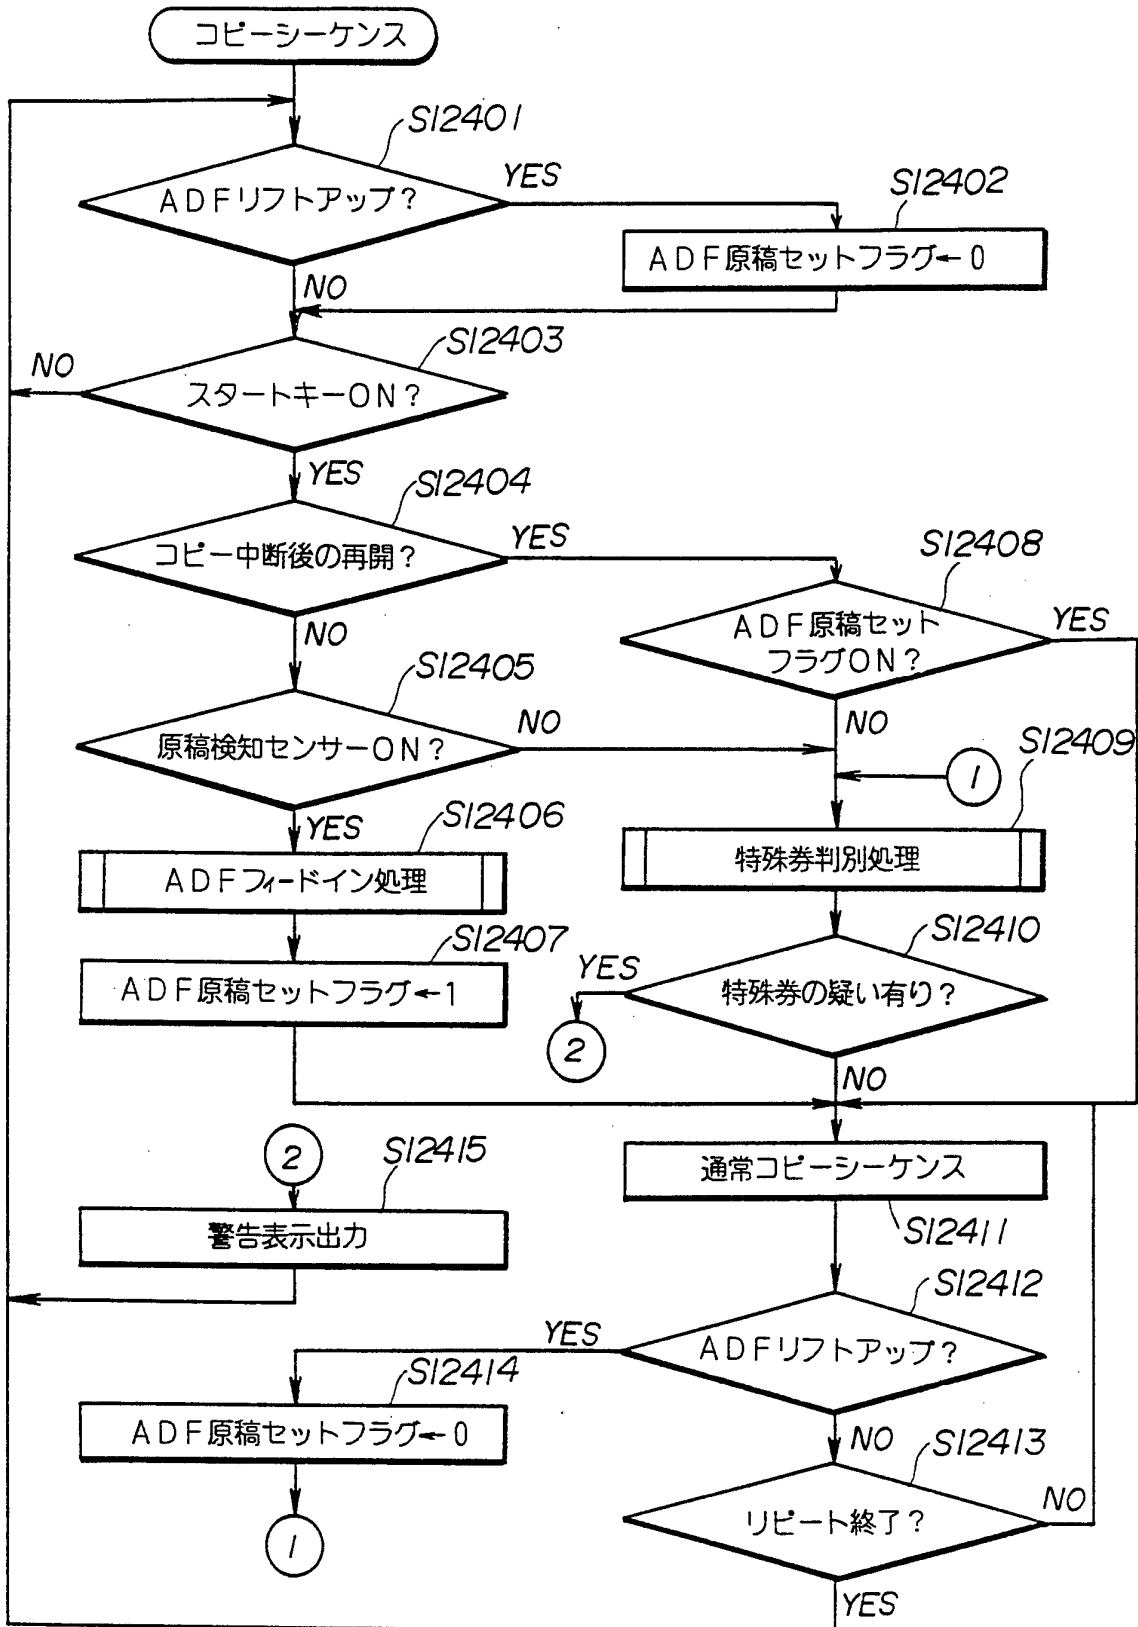 コピーシーケンス
S12401
ADFリフトアップ?
YES
S12402
ADF原稿セットフラグ←0
NO
S12403
NO
スタートキーON?
YES
S12404
コピー中断後の再開?
YES
S12408
ADF原稿セット
フラグON?
YES
NO
S12405
原稿検知センサーON?
NO
NO
S12409
1
YES
S12406
ADFフィードイン処理
特殊券判別処理
S12407
ADF原稿セットフラグ←1
S12410
YES
特殊券の疑い有り?
2
NO
2
S12415
警告表示出力
通常コピーシーケンス
S12411
S12412
YES
ADFリフトアップ?
S12414
ADF原稿セットフラグ←0
NO
S12413
リピート終了?
NO
1
YES